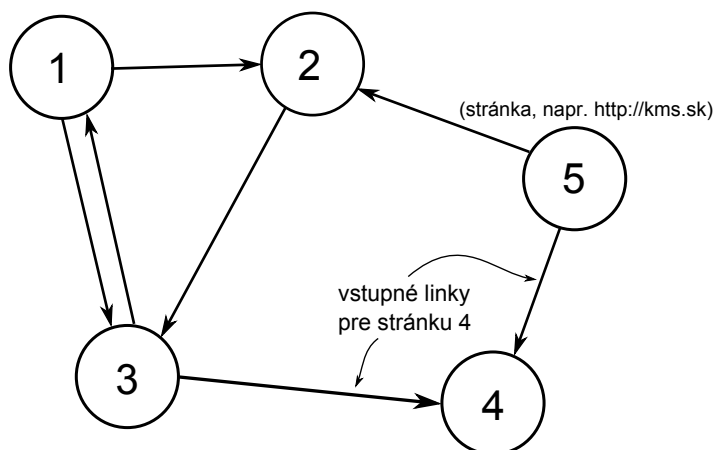 1
2
(stránka, napr. http://kms.sk)
5
vstupné linky
pre stránku 4
3
4